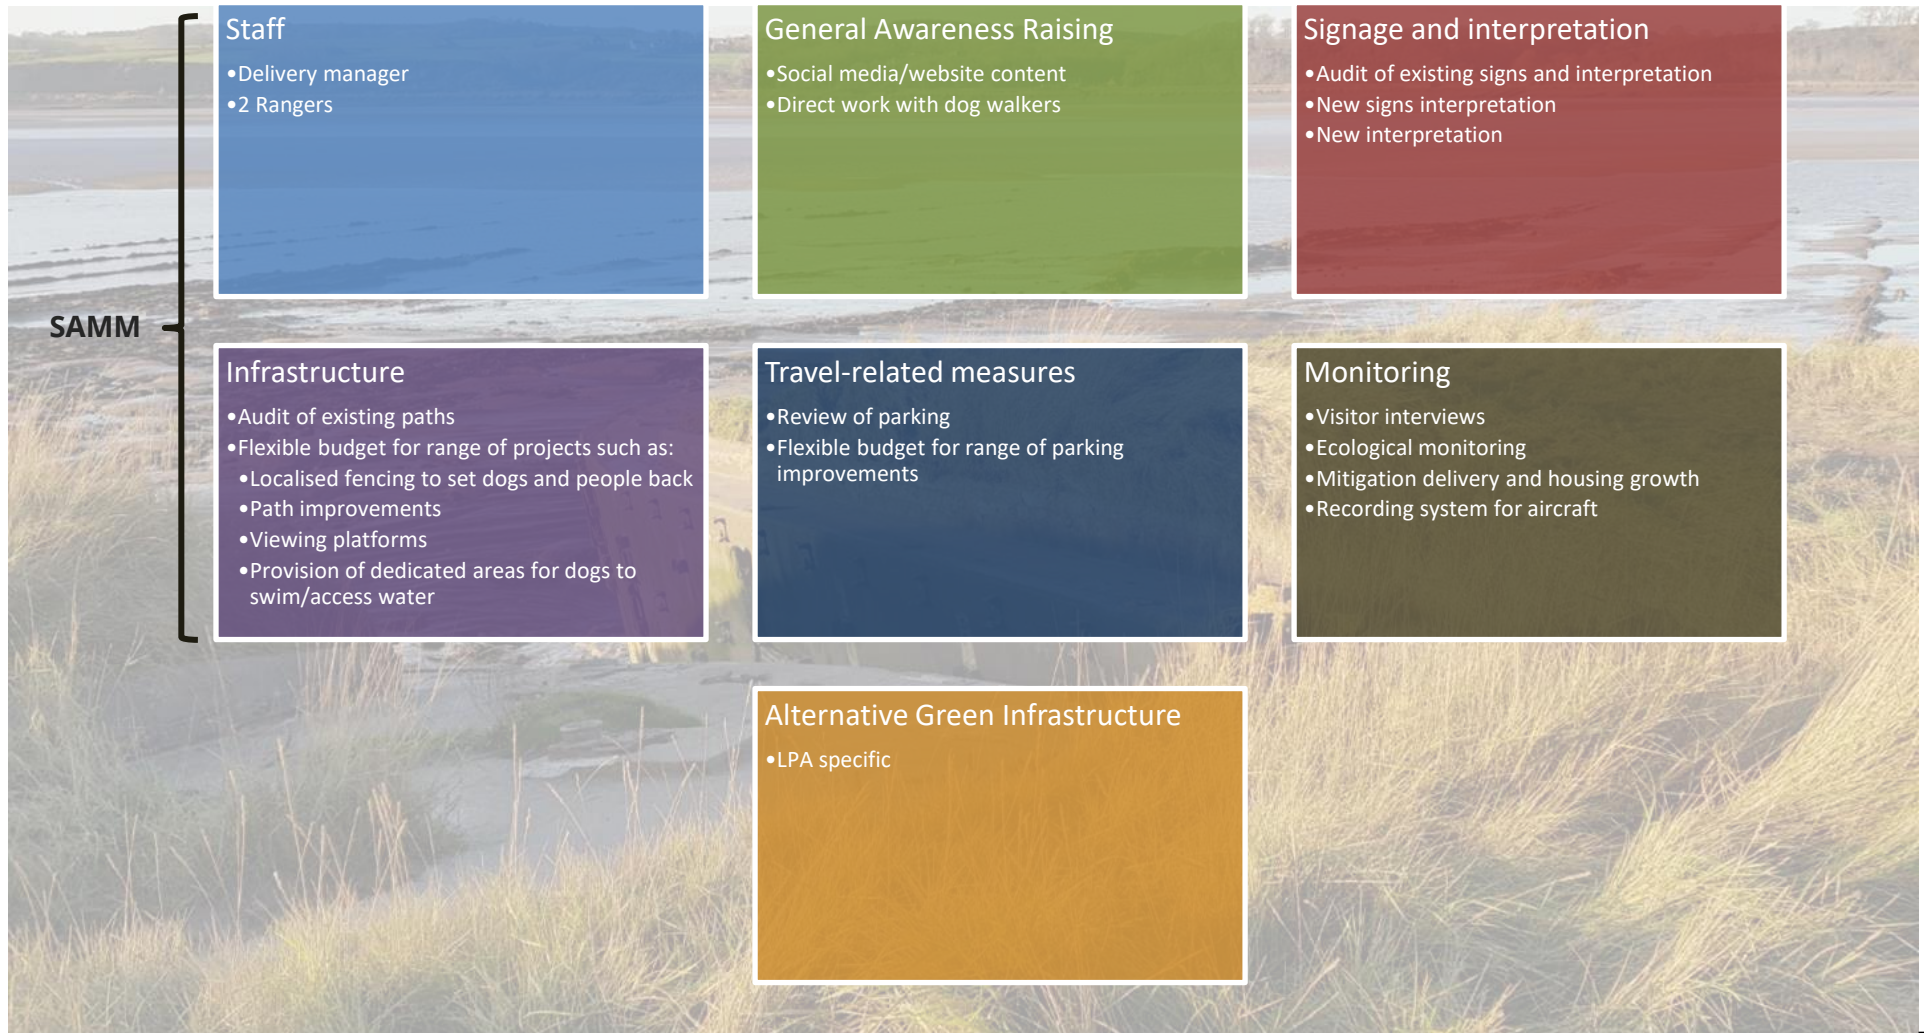 Staff
•Delivery manager
•2 Rangers
General Awareness Raising
•Social media/website content
•Direct work with dog walkers
Signage and interpretation
•Audit of existing signs and interpretation
•New signs interpretation
•New interpretation
SAMM
Infrastructure
•Audit of existing paths
•Flexible budget for range of projects such as:
•Localised fencing to set dogs and people back
•Path improvements
•Viewing platforms
•Provision of dedicated areas for dogs to
swim/access water
Travel-related measures
•Review of parking
•Flexible budget for range of parking
improvements
Monitoring
•Visitor interviews
•Ecological monitoring
•Mitigation delivery and housing growth
•Recording system for aircraft
Alternative Green Infrastructure
•LPA specific